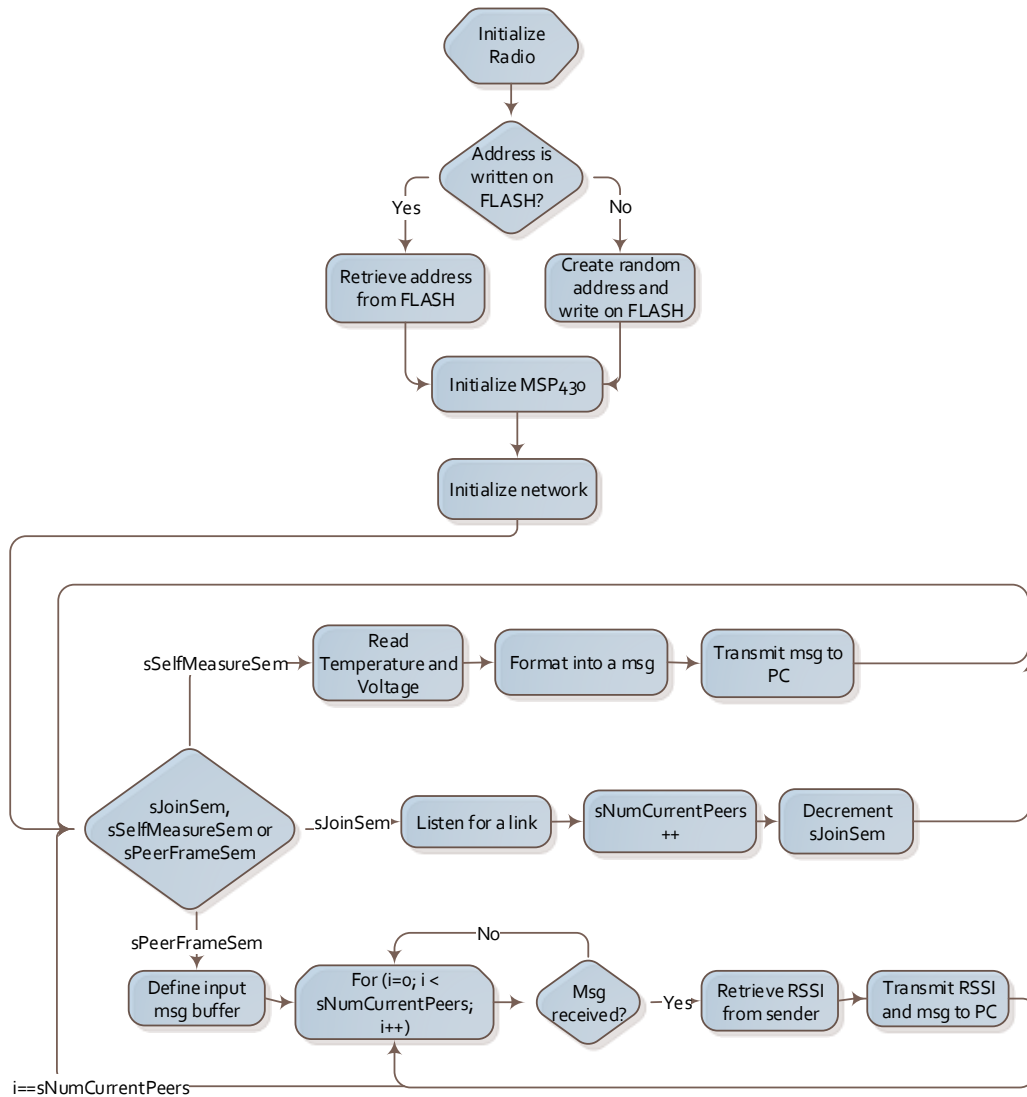 Initialize
Radio
Address is
written on
FLASH?
Yes
No
Retrieve address
from FLASH
Create random
address and
write on FLASH
Initialize MSP430
Initialize network
sSelfMeasureSem
Read
Temperature and
Voltage
Format into a msg
Transmit msg to
PC
sJoinSem,
sSelfMeasureSem or
sPeerFrameSem
sJoinSem
Listen for a link
sNumCurrentPeers
++
Decrement
sJoinSem
sPeerFrameSem
Define input
msg buffer
For (i=0; i <
sNumCurrentPeers;
i++)
No
Msg
received?
Yes
Retrieve RSSI
from sender
Transmit RSSI
and msg to PC
i==sNumCurrentPeers